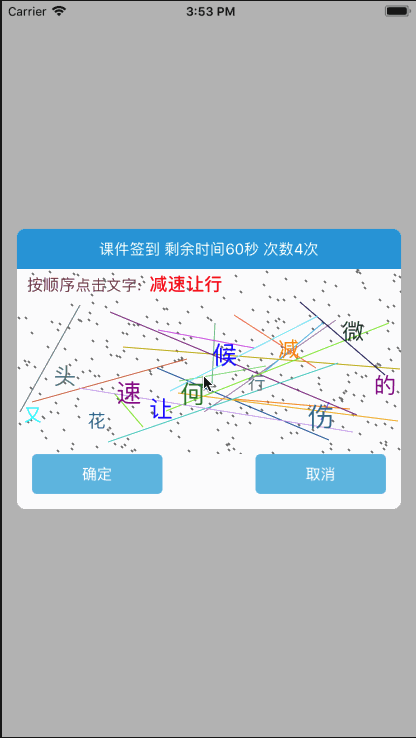 Carrier 3:53 PM
课件签到 剩余时间60秒 次数4次
按顺序点击文字: 减速让行
微
候 减
头 行 的
速 何
又 让 伤
花
确定 取消